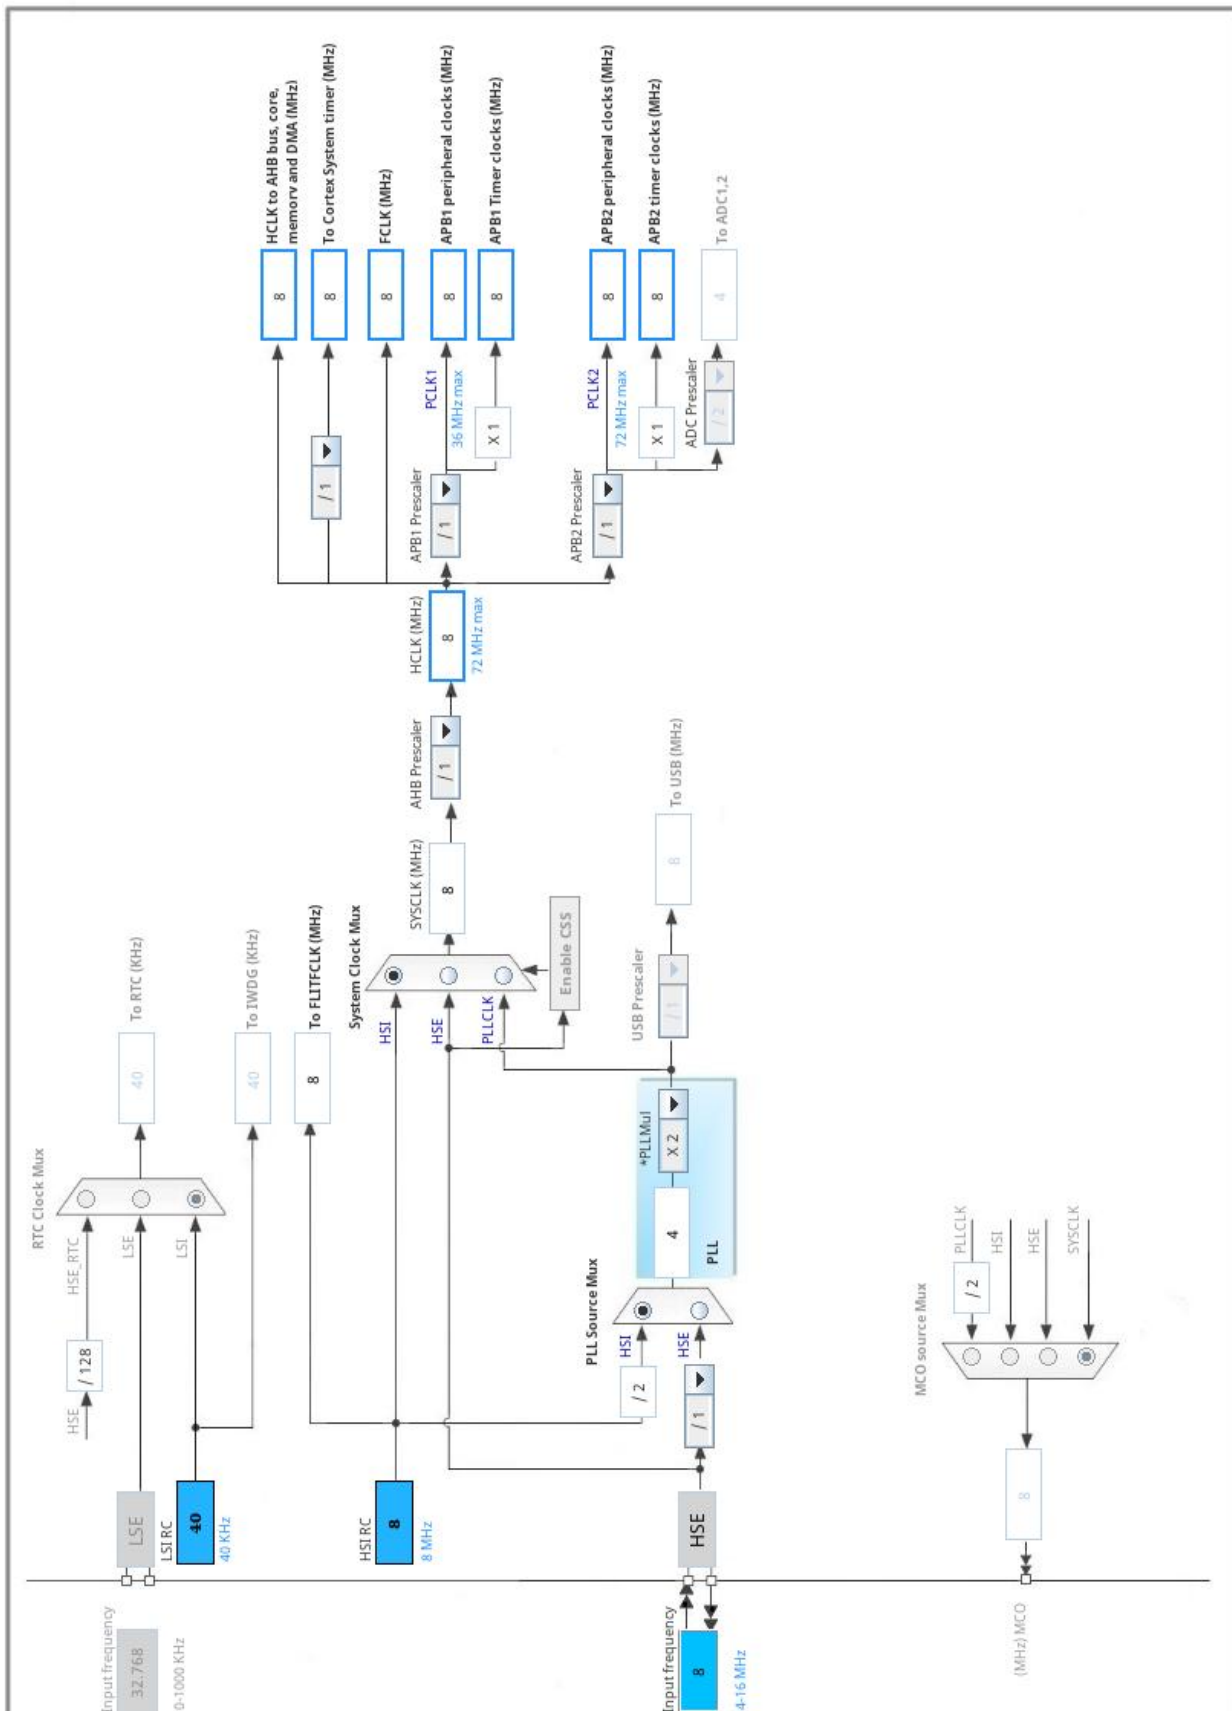 RTC Clock Mux
HSE
/ 128
HSE_RTC
Input frequency
32.768
0-1000 KHz
LSE
LSE
To RTC (KHz)
40
LSI RC
40
40 KHz
LSI
40
To IWDG (KHz)
8
To FLITFCLK (MHz)
HSI RC
8
8 MHz
System Clock Mux
HSI
HSE
PLLCLK
Enable CSS
SYSCLK (MHz)
8
AHB Prescaler
/ 1
HCLK (MHz)
8
72 MHz max
/ 1
8
HCLK to AHB bus, core,
memory and DMA (MHz)
8
To Cortex System timer (MHz)
8
FCLK (MHz)
APB1 Prescaler
/ 1
PCLK1
36 MHz max
8
APB1 peripheral clocks (MHz)
X 1
8
APB1 Timer clocks (MHz)
APB2 Prescaler
/ 1
PCLK2
72 MHz max
8
APB2 peripheral clocks (MHz)
X 1
8
APB2 timer clocks (MHz)
ADC Prescaler
/ 2
4
To ADC1,2
PLL Source Mux
/ 2
HSI
HSE
Input frequency
8
4-16 MHz
HSE
/ 1
4
*PLLMul
X 2
PLL
USB Prescaler
/ 1
8
To USB (MHz)
MCO source Mux
(MHz) MCO
8
/ 2
PLLCLK
HSI
HSE
SYSCLK